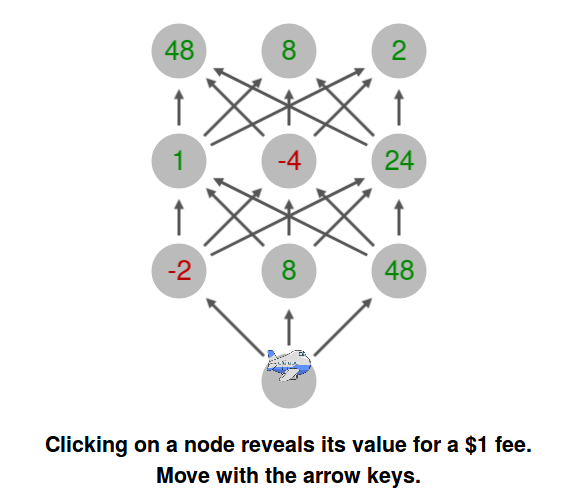 48 8 2
1 -4 24
-2 8 48
Clicking on a node reveals its value for a $1 fee.
Move with the arrow keys.